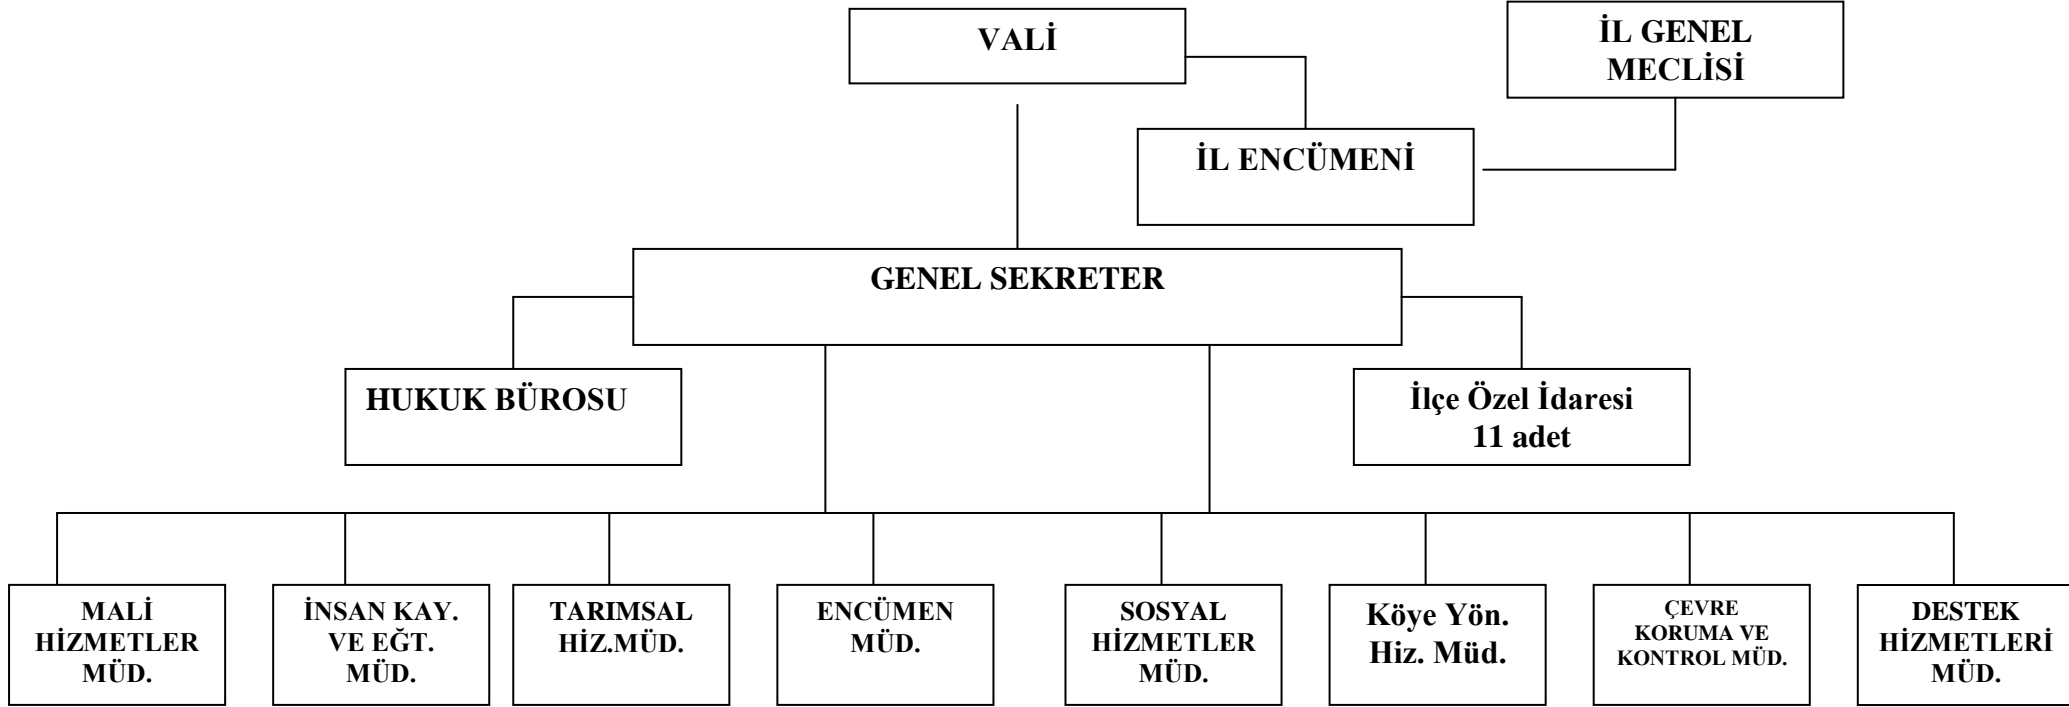 VALİ
İL GENEL
MECLİSİ
İL ENCÜMENİ
GENEL SEKRETER
HUKUK BÜROSU
İlçe Özel İdaresi
11 adet
MALİ
HİZMETLER
MÜD.
İNSAN KAY.
VE EĞT.
MÜD.
TARIMSAL
HİZ.MÜD.
ENCÜMEN
MÜD.
SOSYAL
HİZMETLER
MÜD.
Köye Yön.
Hiz. Müd.
ÇEVRE
KORUMA VE
KONTROL MÜD.
DESTEK
HİZMETLERİ
MÜD.